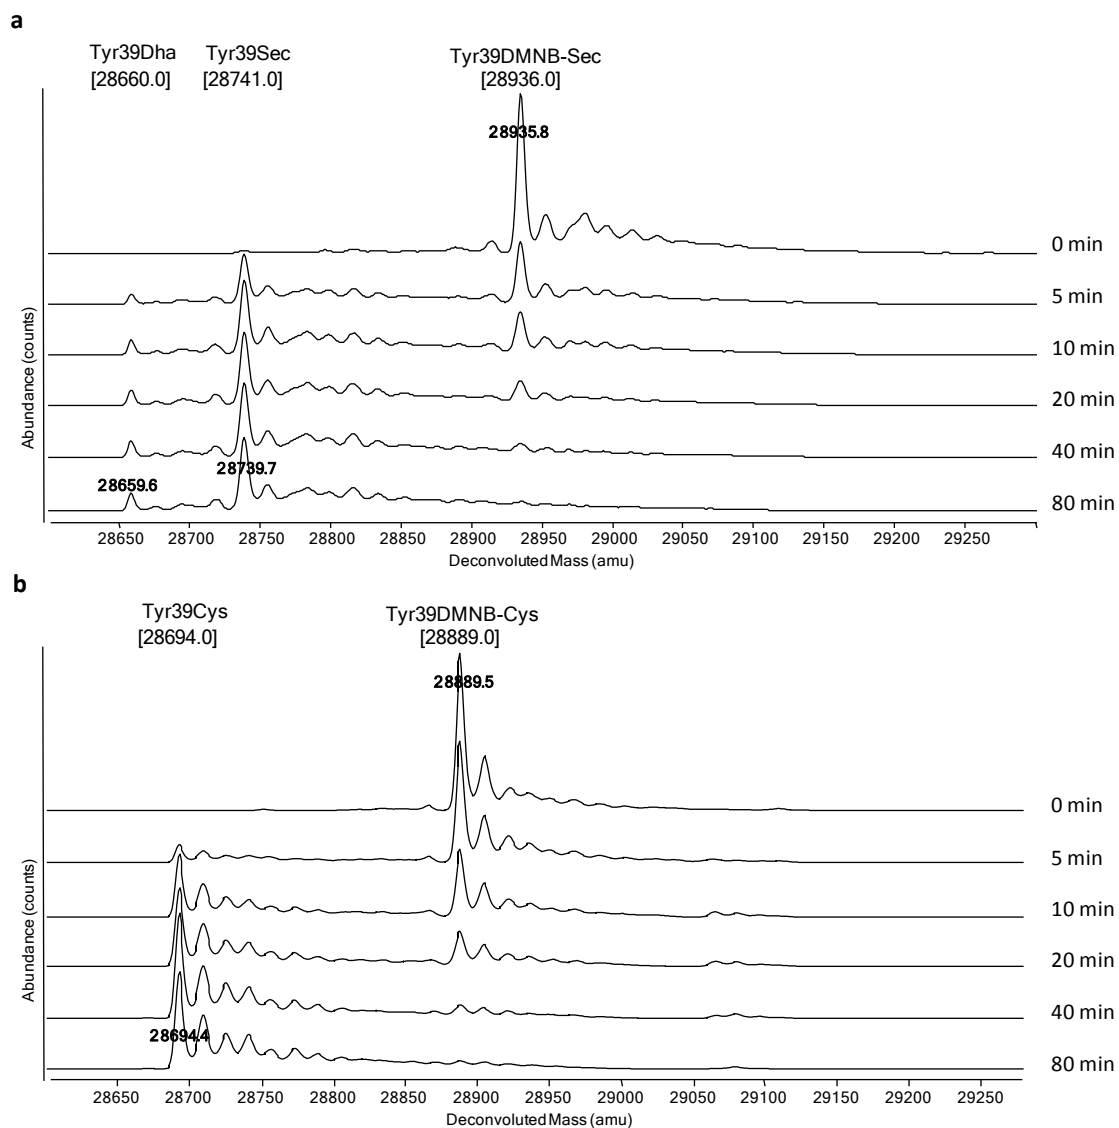 a
Tyr39Dha Tyr39Sec Tyr39DMNB-Sec
[28660.0] [28741.0] [28936.0]
28935.8
0 min
5 min
10 min
20 min
40 min
28739.7
28659.6
80 min
Abundance (counts)
28650 28700 28750 28800 28850 28900 28950 29000 29050 29100 29150 29200 29250
Deconvoluted Mass (amu)
b
Tyr39Cys Tyr39DMNB-Cys
[28694.0] [28889.0]
28889.5
0 min
5 min
10 min
20 min
40 min
28694.4
80 min
Abundance (counts)
28650 28700 28750 28800 28850 28900 28950 29000 29050 29100 29150 29200 29250
Deconvoluted Mass (amu)